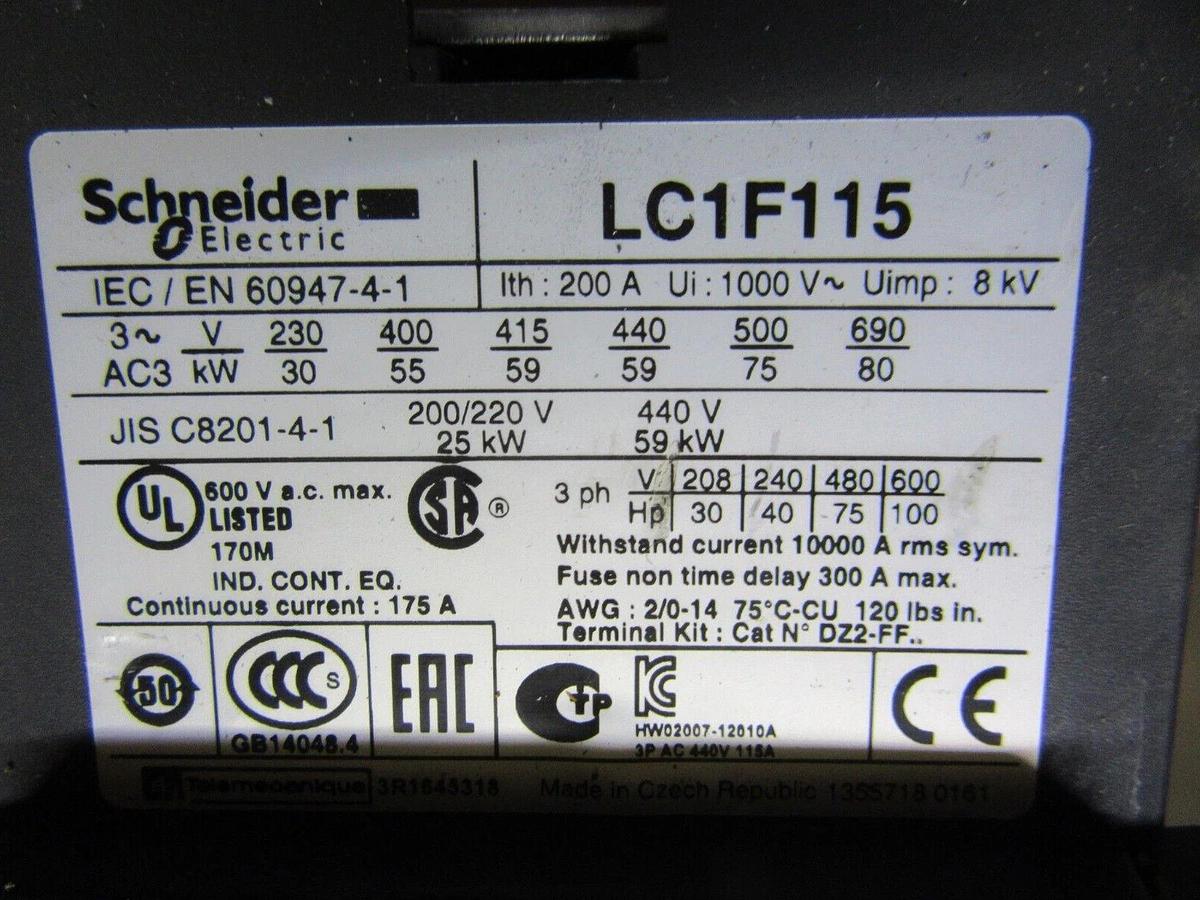 Schneider
Electric
LC1F115
IEC / EN 60947-4-1
Ith : 200 A Ui : 1000 V~ Uimp : 8 kV
3~ V 230 400 415 440 500 690
AC3 kW 30 55 59 59 75 80
JIS C8201-4-1
200/220 V 440 V
25 kW 59 kW
UL
600 V a.c. max.
LISTED
170M
IND. CONT. EQ.
Continuous current : 175 A
SA ®
3 ph V 208 240 480 600
Hp 30 40 75 100
Withstand current 10000 A rms sym.
Fuse non time delay 300 A max.
AWG : 2/0-14 75°C-CU 120 lbs in.
Terminal Kit : Cat N° DZ2-FF..
50
CCC S
GB14048.4
EAC
CTP
KC
HW02007-12010A
3P AC 440V 115A
CE
Telemecanique 3R1645318 Made in Czech Republic 1355718 0161